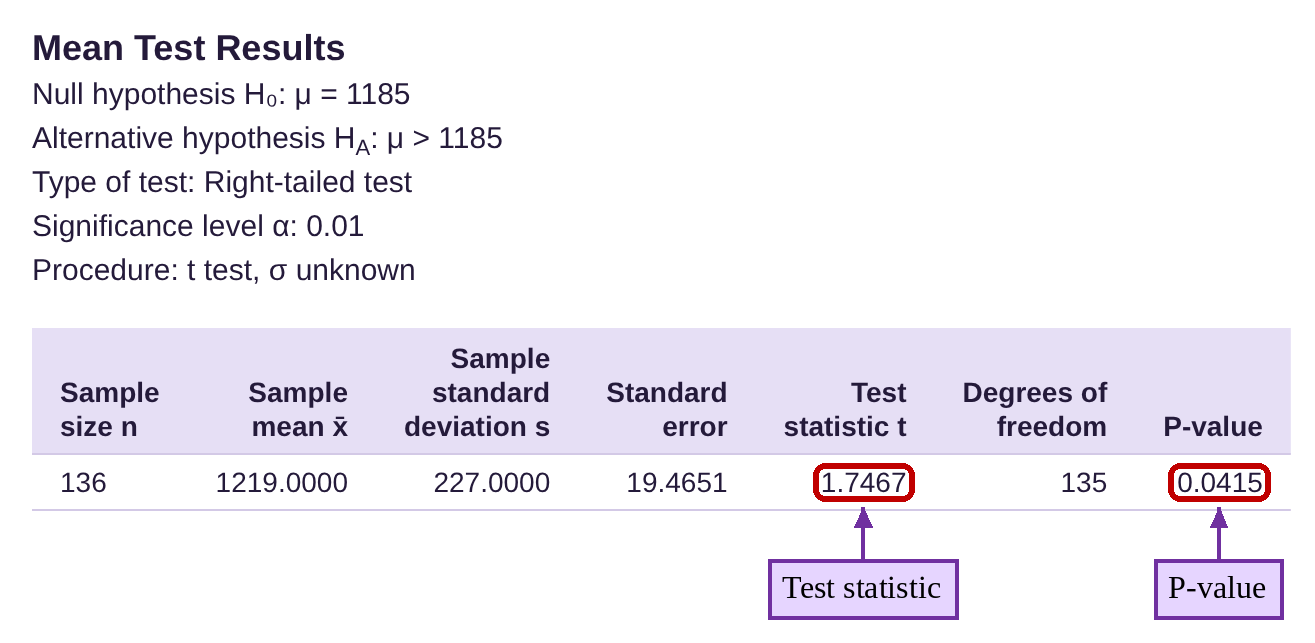 Mean Test Results
Null hypothesis H₀: μ = 1185
Alternative hypothesis H_A: μ > 1185
Type of test: Right-tailed test
Significance level α: 0.01
Procedure: t test, σ unknown
Sample size n Sample mean x̄ Sample standard deviation s Standard error Test statistic t Degrees of freedom P-value
136 1219.0000 227.0000 19.4651 1.7467 135 0.0415
Test statistic P-value